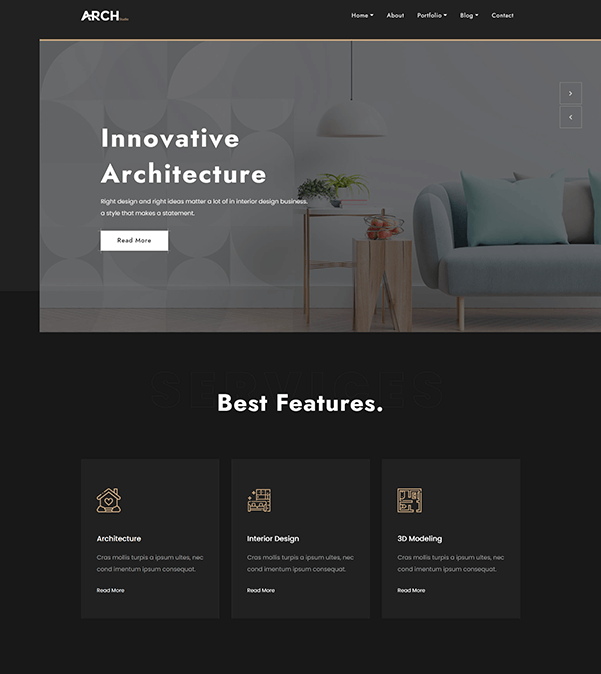 ARCH Studio
Home About Portfolio Blog Contact
Innovative
Architecture
Right design and right ideas matter a lot of in interior design business.
a style that makes a statement.
Read More
SERVICES
Best Features.
Architecture Interior Design 3D Modeling
Cras mollis turpis a ipsum ultes, nec Cras mollis turpis a ipsum ultes, nec Cras mollis turpis a ipsum ultes, nec
cond imentum ipsum consequat. cond imentum ipsum consequat. cond imentum ipsum consequat.
Read More Read More Read More